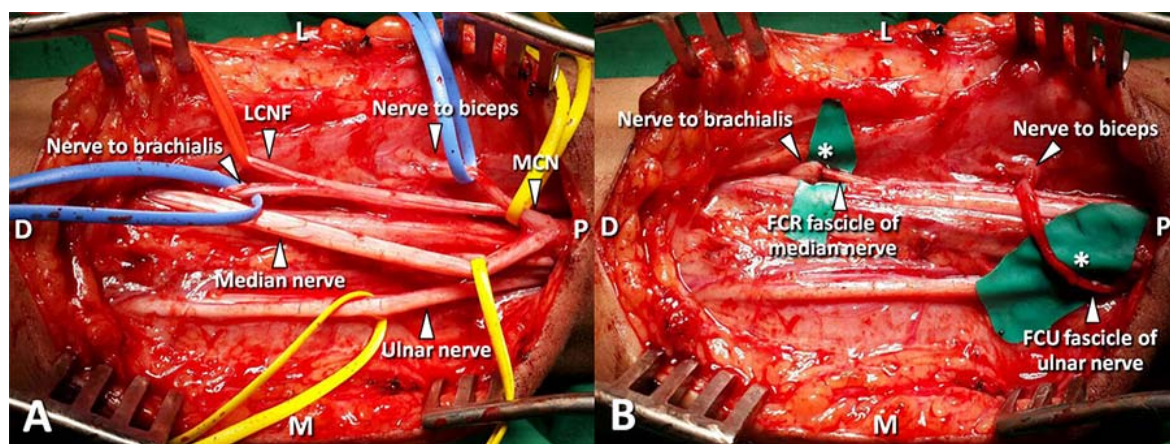 L
LCNF
Nerve to biceps
Nerve to brachialis
MCN
D
P
Median nerve
Ulnar nerve
A
M
L
Nerve to brachialis
Nerve to biceps
*
D
P
FCR fascicle of
median nerve
*
FCU fascicle of
ulnar nerve
B
M